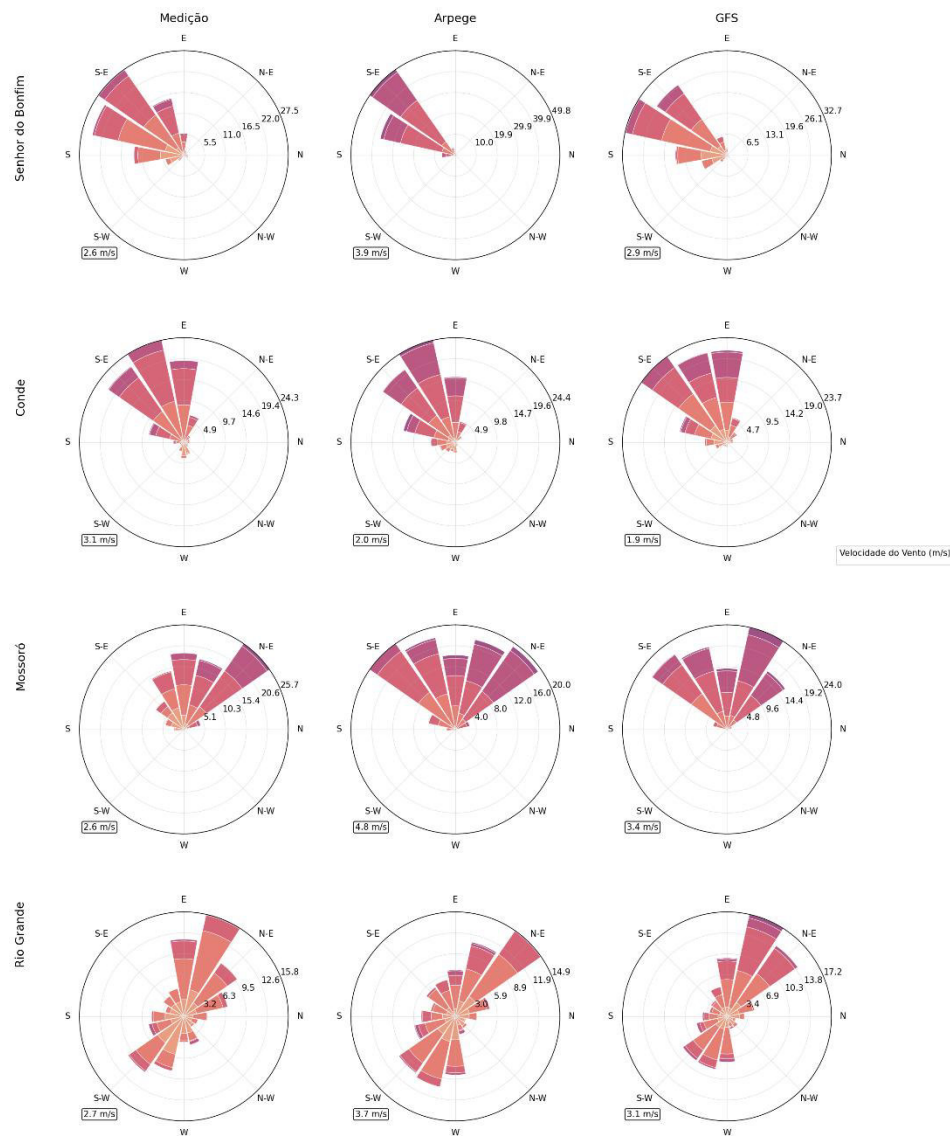 Medição Arpege GFS
Senhor do Bonfim
E
N-E
N
N-W
W
S-W
S
S-E
5.5 11.0 16.5 22.0 27.5
2.6 m/s
E
N-E
N
N-W
W
S-W
S
S-E
10.0 19.9 29.9 39.9 49.8
3.9 m/s
E
N-E
N
N-W
W
S-W
S
S-E
6.5 13.1 19.6 26.1 32.7
2.9 m/s
Conde
E
N-E
N
N-W
W
S-W
S
S-E
4.9 9.7 14.6 19.4 24.3
3.1 m/s
E
N-E
N
N-W
W
S-W
S
S-E
4.9 9.8 14.7 19.6 24.4
2.0 m/s
E
N-E
N
N-W
W
S-W
S
S-E
4.7 9.5 14.2 19.0 23.7
1.9 m/s
Velocidade do Vento (m/s)
Mossoró
E
N-E
N
N-W
W
S-W
S
S-E
5.1 10.3 15.4 20.6 25.7
2.6 m/s
E
N-E
N
N-W
W
S-W
S
S-E
4.0 8.0 12.0 16.0 20.0
4.8 m/s
E
N-E
N
N-W
W
S-W
S
S-E
4.8 9.6 14.4 19.2 24.0
3.4 m/s
Rio Grande
E
N-E
N
N-W
W
S-W
S
S-E
3.2 6.3 9.5 12.6 15.8
2.7 m/s
E
N-E
N
N-W
W
S-W
S
S-E
3.0 5.9 8.9 11.9 14.9
3.7 m/s
E
N-E
N
N-W
W
S-W
S
S-E
3.4 6.9 10.3 13.8 17.2
3.1 m/s